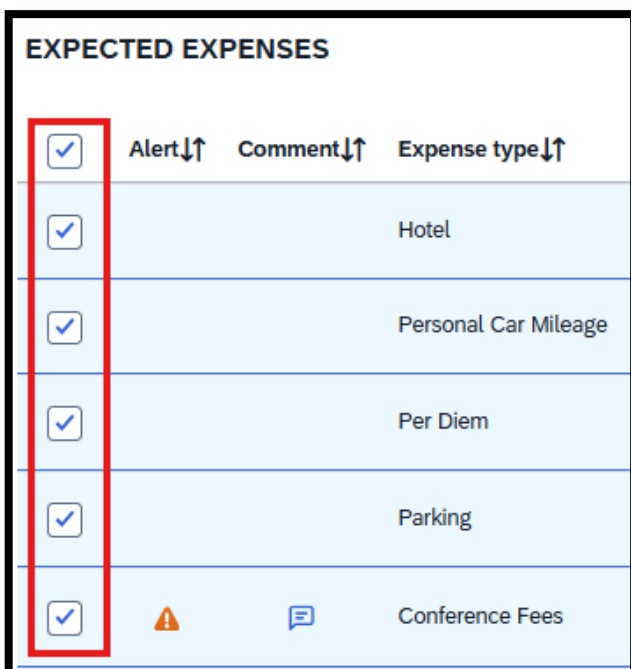 EXPECTED EXPENSES
Alert Comment Expense type
Hotel
Personal Car Mileage
Per Diem
Parking
Conference Fees